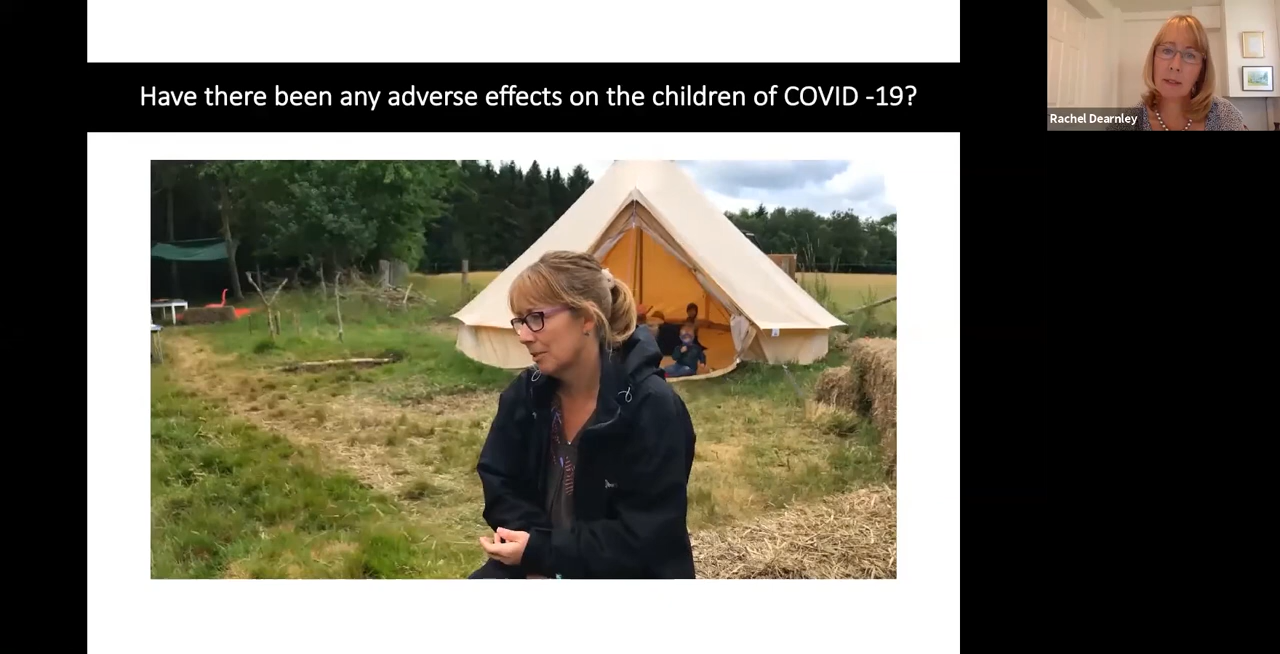 Have there been any adverse effects on the children of COVID -19?
Rachel Dearnley